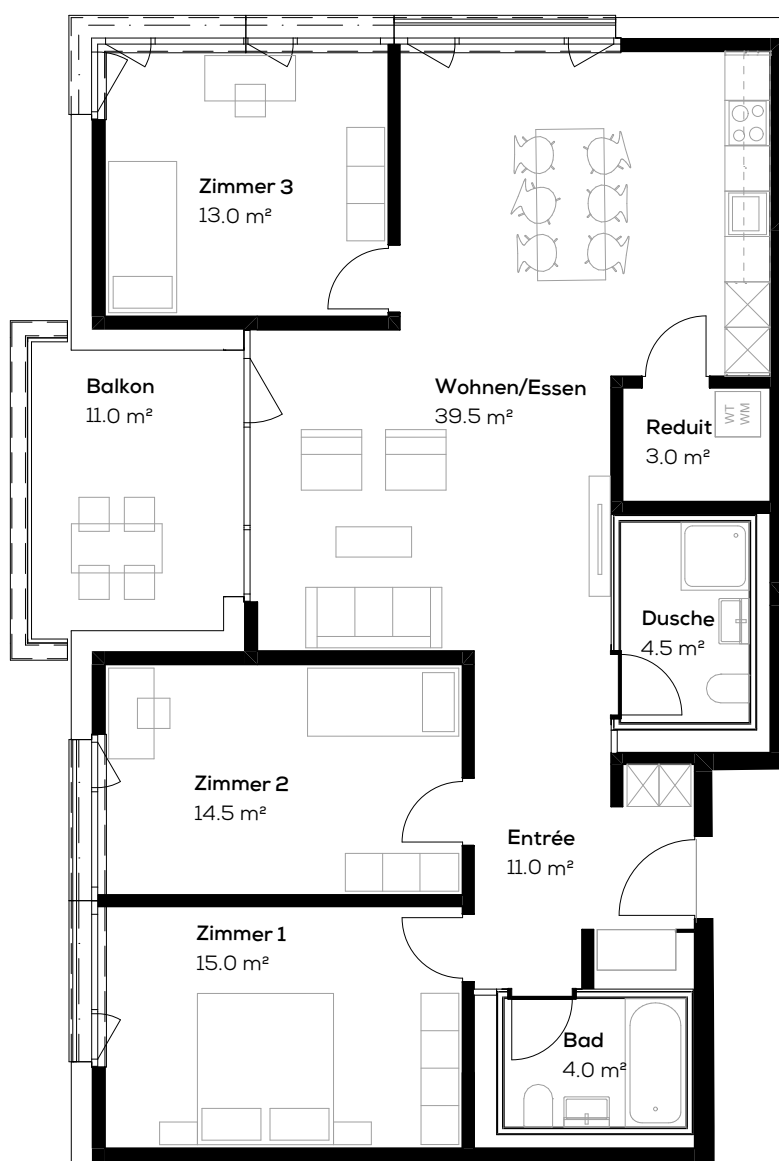 Zimmer 3
13.0 m²
Balkon
11.0 m²
Wohnen/Essen
39.5 m²
Reduit
3.0 m²
WT
WM
Dusche
4.5 m²
Zimmer 2
14.5 m²
Entrée
11.0 m²
Zimmer 1
15.0 m²
Bad
4.0 m²